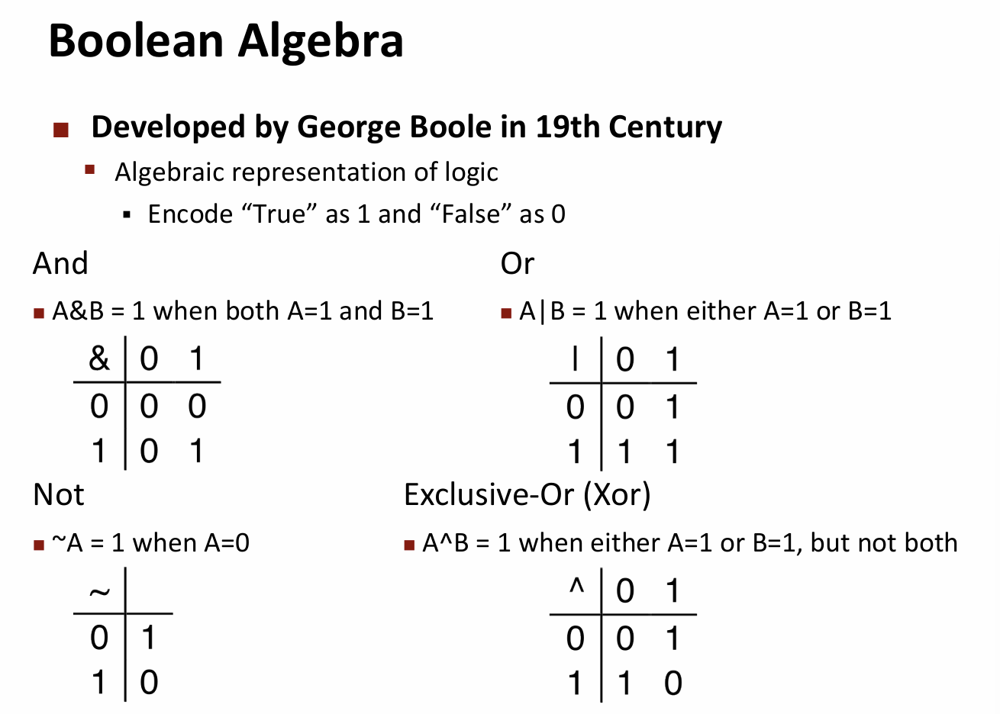 Boolean Algebra
■ Developed by George Boole in 19th Century
▪ Algebraic representation of logic
▪ Encode “True” as 1 and “False” as 0
And
■ A&B = 1 when both A=1 and B=1
& 0 1
0 0 0
1 0 1
Or
■ A|B = 1 when either A=1 or B=1
| 0 1
0 0 1
1 1 1
Not
■ ~A = 1 when A=0
~
0 1
1 0
Exclusive-Or (Xor)
■ A^B = 1 when either A=1 or B=1, but not both
^ 0 1
0 0 1
1 1 0